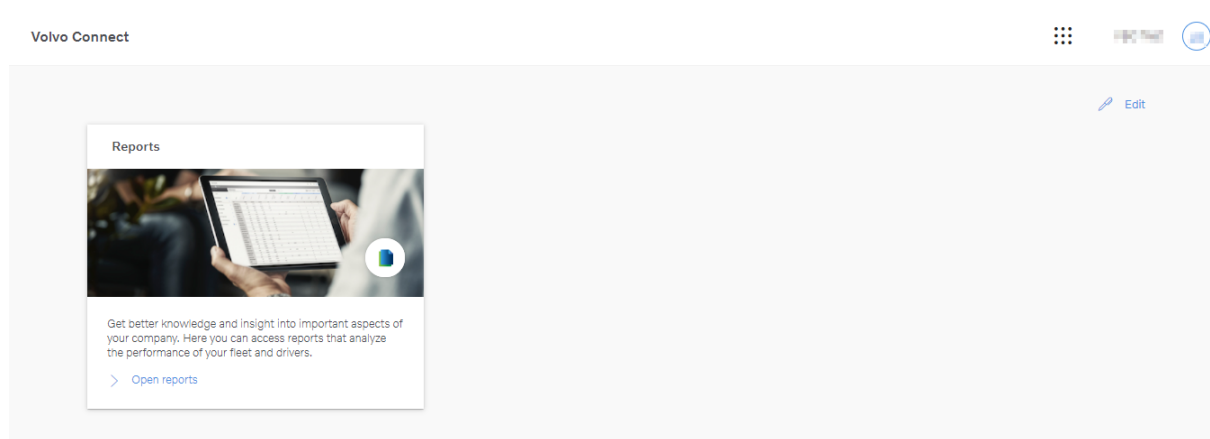 Volvo Connect
Edit
Reports
Get better knowledge and insight into important aspects of
your company. Here you can access reports that analyze
the performance of your fleet and drivers.
Open reports